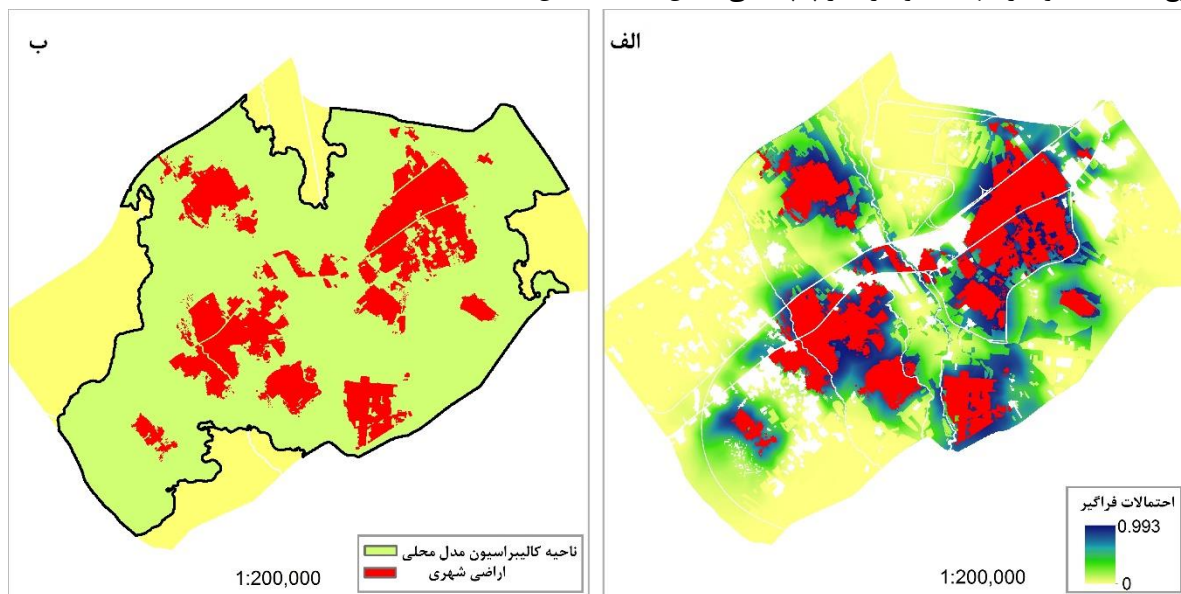 الف
احتمالات فراگیر
0.993
0
1:200,000
ب
ناحیه کالیبراسیون مدل محلی
اراضی شهری
1:200,000